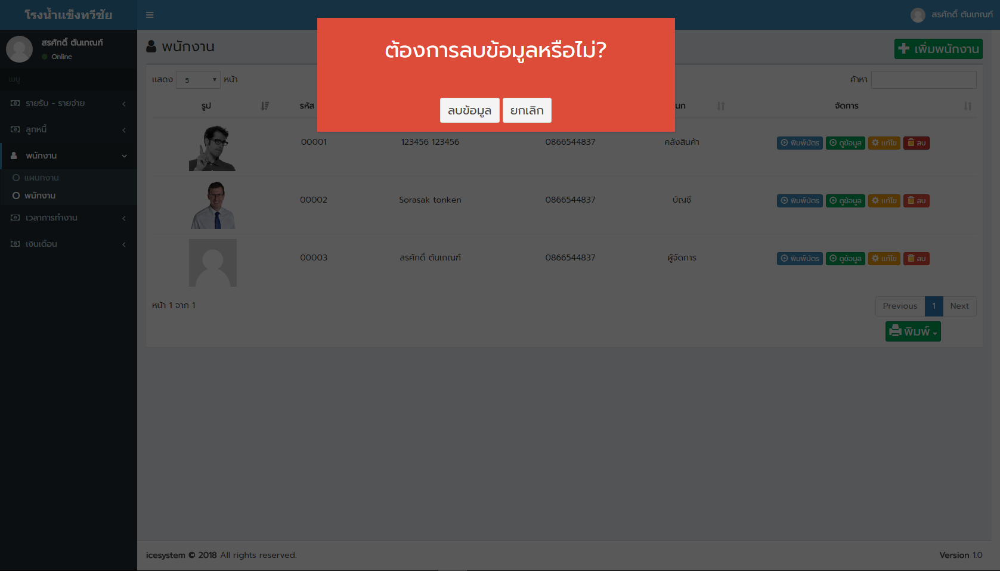 โรงน้ำแข็งทวีชัย
สรศักดิ์ ตันเกณฑ์
สรศักดิ์ ตันเกณฑ์
Online
เมนู
รายรับ - รายจ่าย
ลูกหนี้
พนักงาน
แผนกงาน
พนักงาน
เวลาการทำงาน
เงินเดือน
ต้องการลบข้อมูลหรือไม่?
ลบข้อมูล ยกเลิก
พนักงาน
เพิ่มพนักงาน
แสดง 5 หน้า
ค้าหา
รูป รหัส นก จัดการ
00001 123456 123456 0866544837 คลังสินค้า พิมพ์บัตร ดูข้อมูล แก้ไข ลบ
00002 Sorasak tonken 0866544837 บัญชี พิมพ์บัตร ดูข้อมูล แก้ไข ลบ
00003 สรศักดิ์ ตันเกณฑ์ 0866544837 ผู้จัดการ พิมพ์บัตร ดูข้อมูล แก้ไข ลบ
หน้า 1 จาก 1
Previous 1 Next
พิมพ์
icesystem © 2018 All rights reserved.
Version 1.0